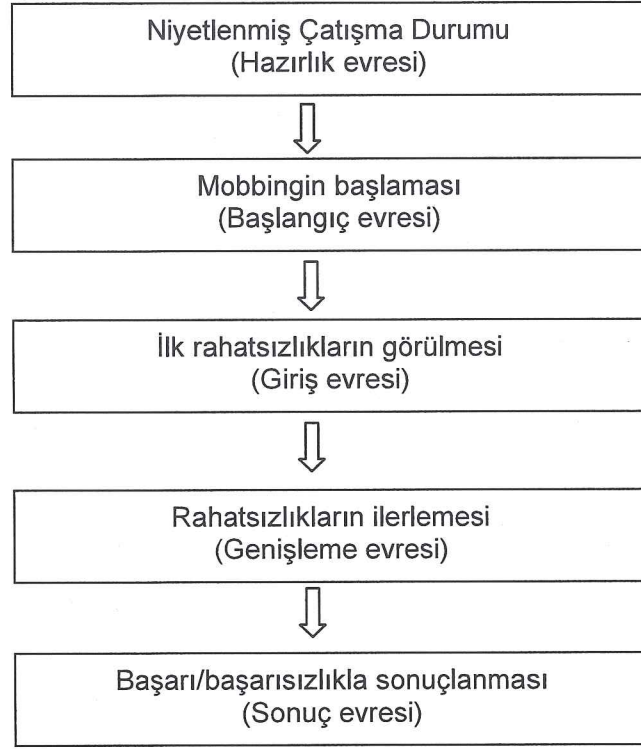 Niyetlenmiş Çatışma Durumu
(Hazırlık evresi)
Mobbingin başlaması
(Başlangıç evresi)
İlk rahatsızlıkların görülmesi
(Giriş evresi)
Rahatsızlıkların ilerlemesi
(Genişleme evresi)
Başarı/başarısızlıkla sonuçlanması
(Sonuç evresi)